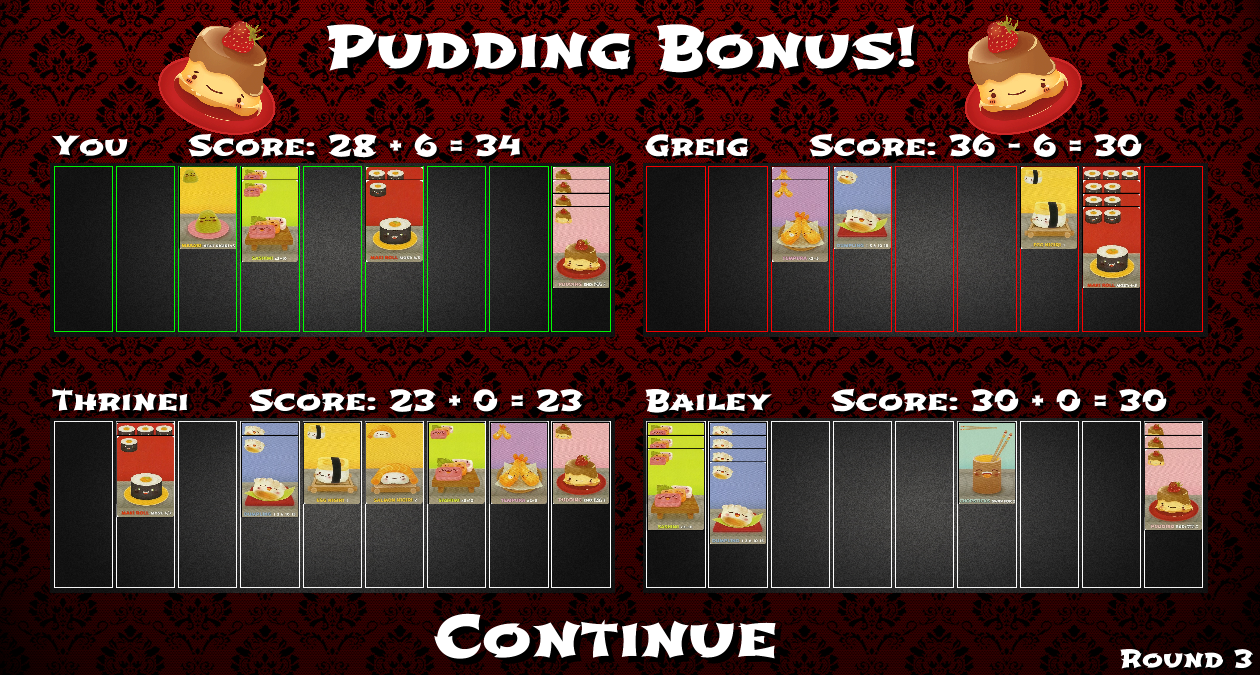 Pudding Bonus!
You Score: 28 + 6 = 34
Greig Score: 36 - 6 = 30
Thrinei Score: 23 + 0 = 23
Bailey Score: 30 + 0 = 30
Continue
Round 3